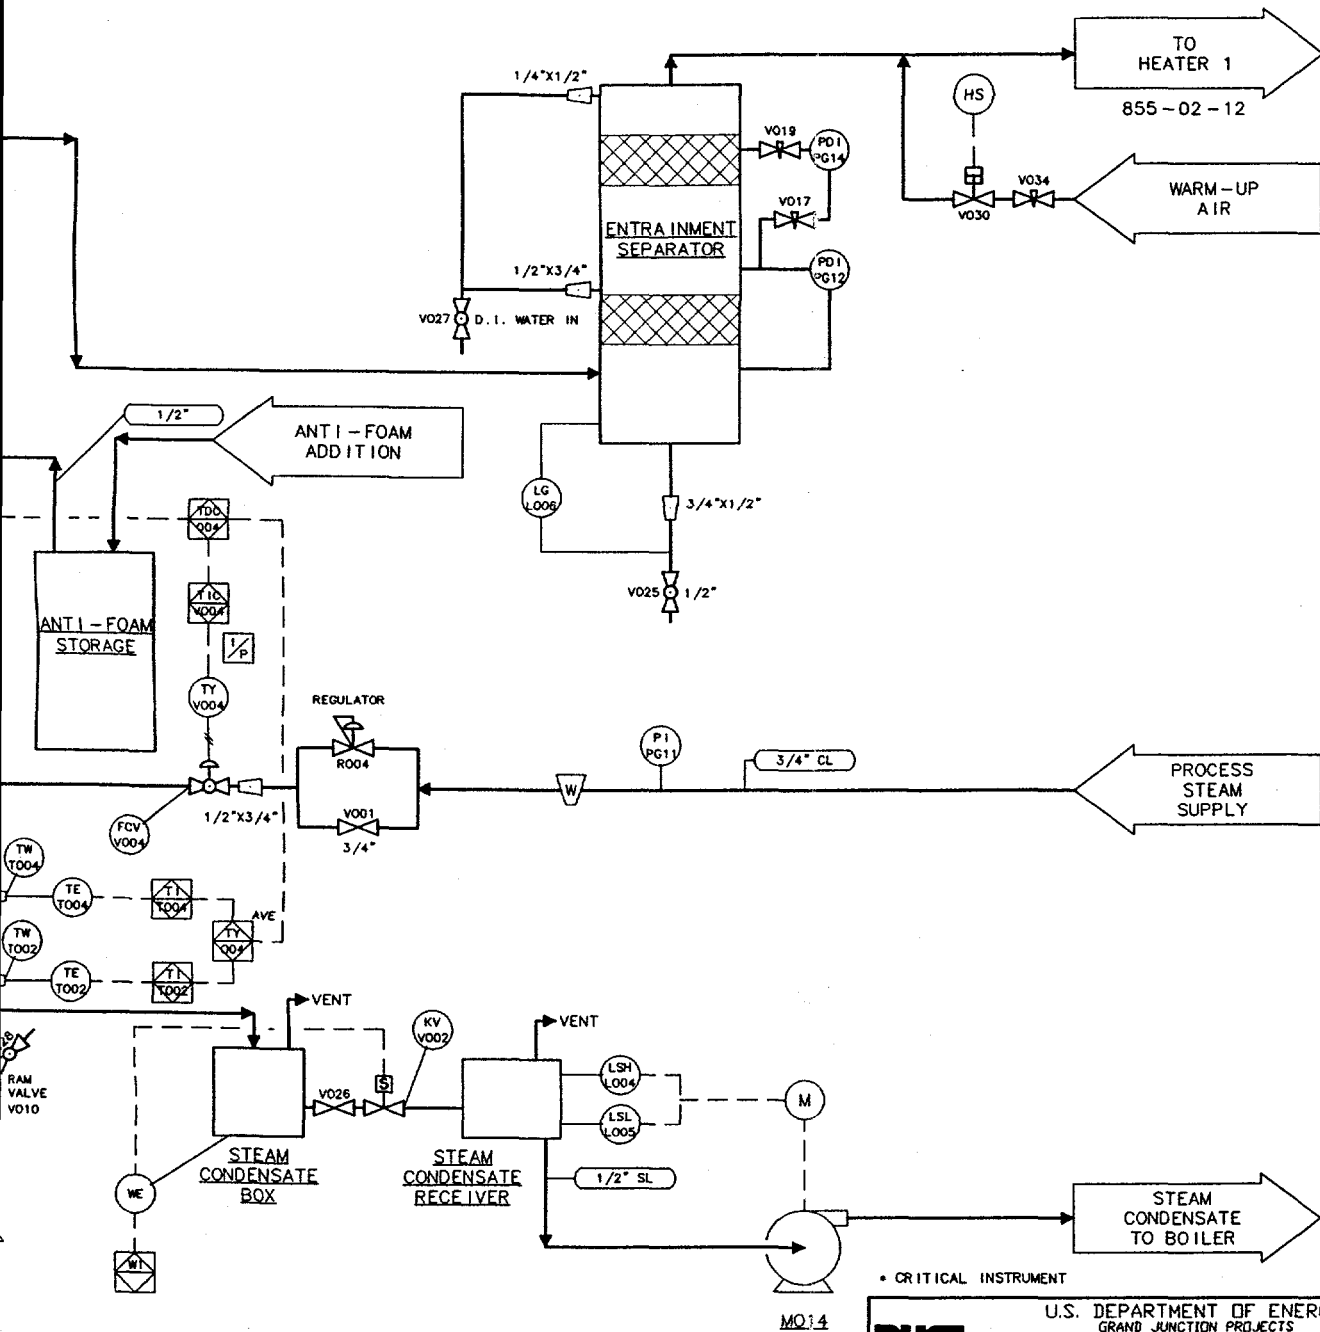 TO
HEATER 1
855-02-12
1/4"X1/2"
HS
V019
PDI
PG14
V034
WARM-UP
AIR
V030
V017
ENTRAINMENT
SEPARATOR
PDI
PG12
1/2"X3/4"
V027
D.I. WATER IN
1/2"
ANTI-FOAM
ADDITION
LG
L006
3/4"X1/2"
TDC
004
TIC
V004
V025
1/2"
ANTI-FOAM
STORAGE
I/P
TY
V004
REGULATOR
R004
PI
PG11
3/4" CL
PROCESS
STEAM
SUPPLY
W
1/2"X3/4"
V001
3/4"
FCV
V004
TW
T004
TE
T004
TI
T004
AVE
TY
004
TW
T002
TE
T002
TI
T002
VENT
VENT
KV
V002
S
RAM
VALVE
V010
V026
LSH
L004
LSL
L005
M
STEAM
CONDENSATE
BOX
STEAM
CONDENSATE
RECEIVER
1/2" SL
WE
WI
STEAM
CONDENSATE
TO BOILER
* CRITICAL INSTRUMENT
M014
U.S. DEPARTMENT OF ENER
GRAND JUNCTION PROJECTS